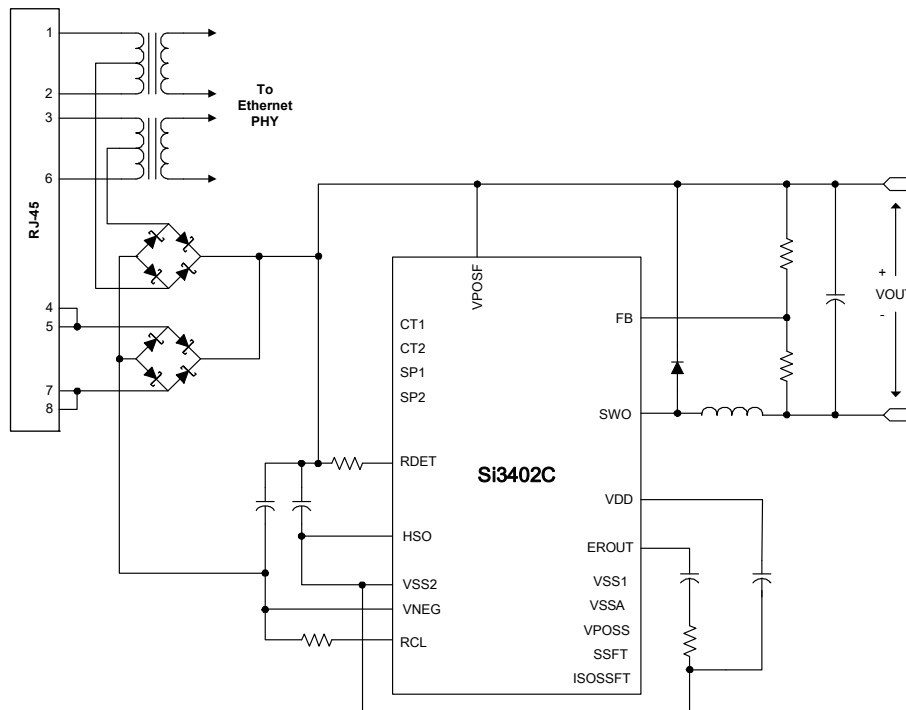 1
2
3
6
RJ-45
4
5
7
8
To
Ethernet
PHY
VPOSF
CT1
CT2
SP1
SP2
RDET
HSO
VSS2
VNEG
RCL
Si3402C
FB
SWO
VDD
EROUT
VSS1
VSSA
VPOSS
SSFT
ISOSSFT
+
VOUT
-